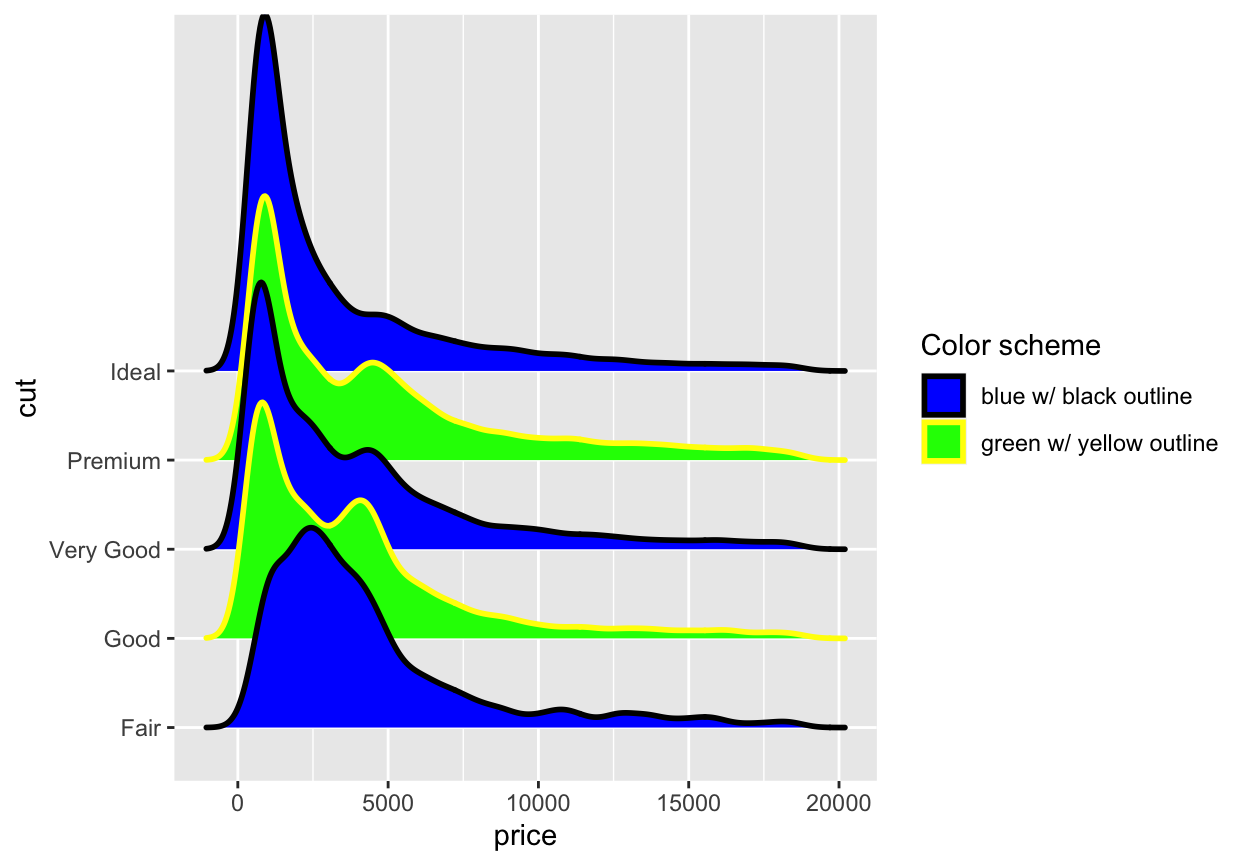 Ideal
Premium
Very Good
Good
Fair
cut
0 5000 10000 15000 20000
price
Color scheme
blue w/ black outline
green w/ yellow outline